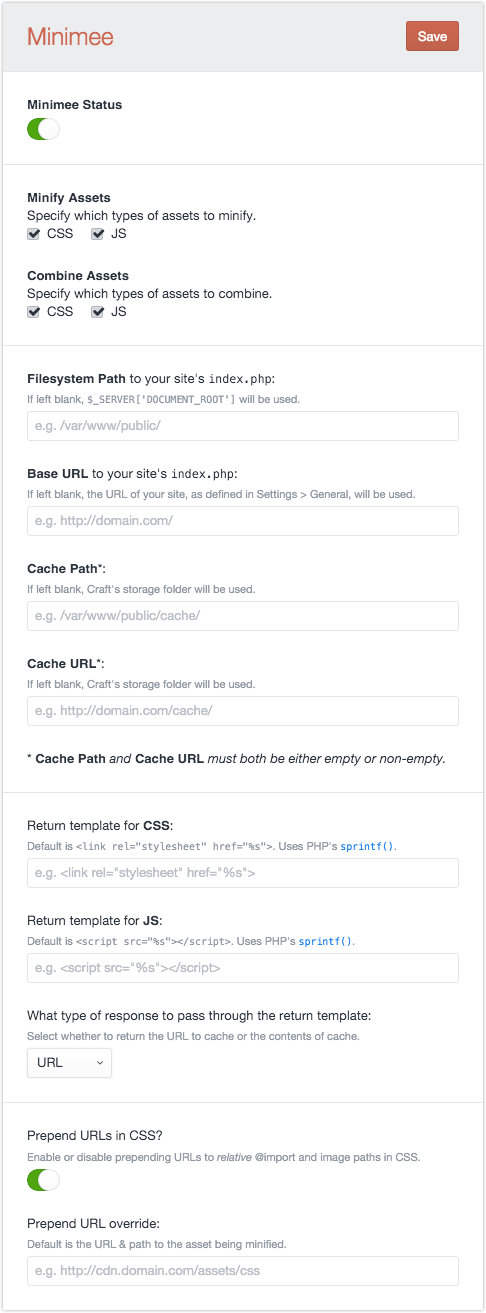 Minimee
Save
Minimee Status
Minify Assets
Specify which types of assets to minify.
CSS JS
Combine Assets
Specify which types of assets to combine.
CSS JS
Filesystem Path to your site's index.php:
If left blank, $_SERVER['DOCUMENT_ROOT'] will be used.
e.g. /var/www/public/
Base URL to your site's index.php:
If left blank, the URL of your site, as defined in Settings > General, will be used.
e.g. http://domain.com/
Cache Path*:
If left blank, Craft's storage folder will be used.
e.g. /var/www/public/cache/
Cache URL*:
If left blank, Craft's storage folder will be used.
e.g. http://domain.com/cache/
* Cache Path and Cache URL must both be either empty or non-empty.
Return template for CSS:
Default is <link rel="stylesheet" href="%s">. Uses PHP's sprintf().
e.g. <link rel="stylesheet" href="%s">
Return template for JS:
Default is <script src="%s"></script>. Uses PHP's sprintf().
e.g. <script src="%s"></script>
What type of response to pass through the return template:
Select whether to return the URL to cache or the contents of cache.
URL
Prepend URLs in CSS?
Enable or disable prepending URLs to relative @import and image paths in CSS.
Prepend URL override:
Default is the URL & path to the asset being minified.
e.g. http://cdn.domain.com/assets/css